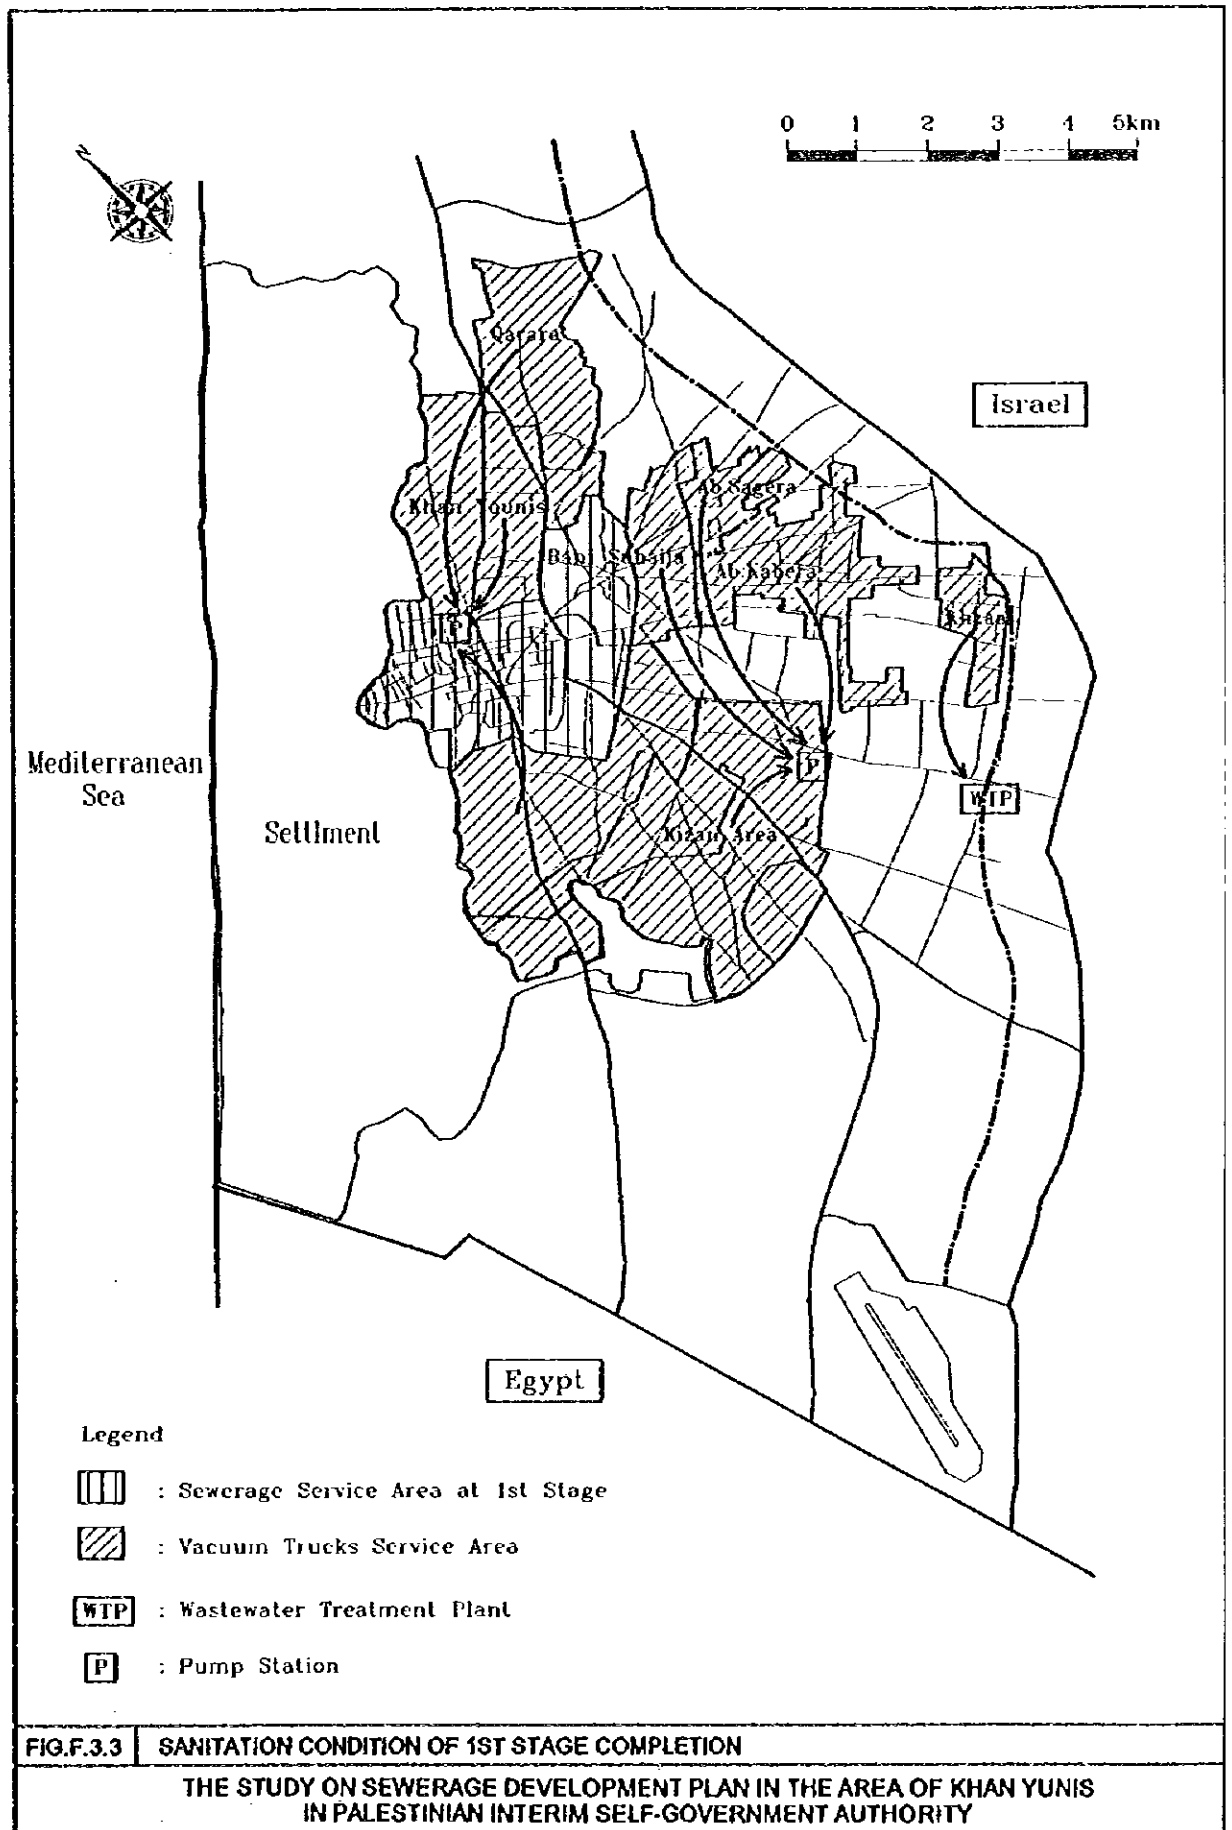 0 1 2 3 4 5km
N
Israel
Qarara
Khan Younis
Ab Sagera
Bani Suhaila
Ab Kabera
Khzaa
P
Mediterranean
Sea
Settlment
P
WTP
Kizan Area
Egypt
Legend
: Sewerage Service Area at 1st Stage
: Vacuum Trucks Service Area
WTP : Wastewater Treatment Plant
P : Pump Station
FIG.F.3.3 SANITATION CONDITION OF 1ST STAGE COMPLETION
THE STUDY ON SEWERAGE DEVELOPMENT PLAN IN THE AREA OF KHAN YUNIS
IN PALESTINIAN INTERIM SELF-GOVERNMENT AUTHORITY